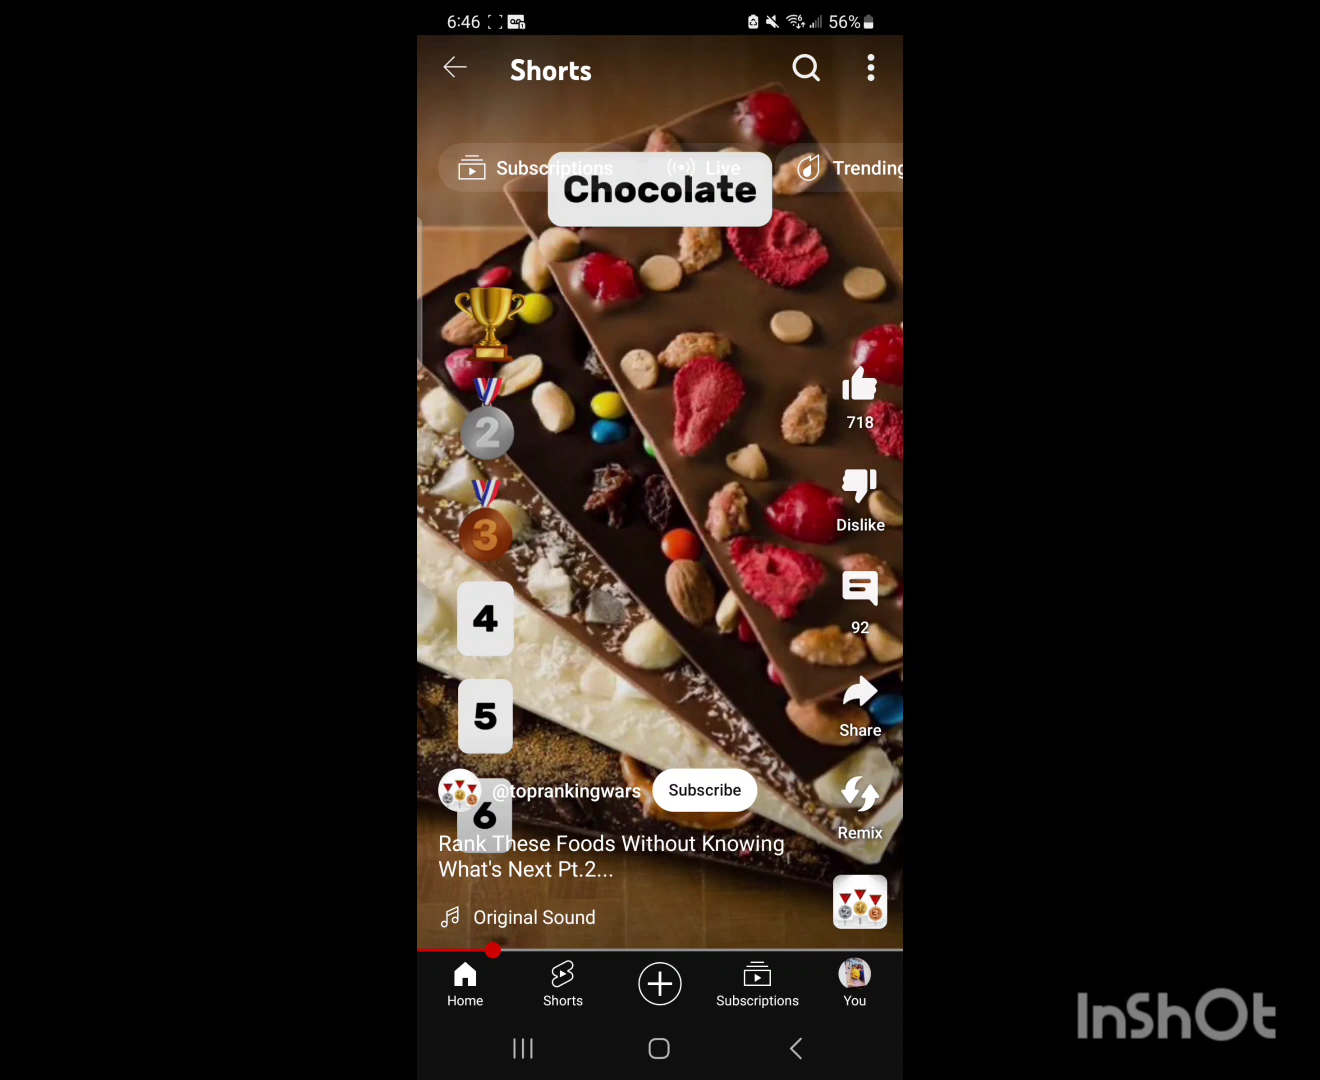 6:46
56%
Shorts
Subscriptions
Live
Trending
Chocolate
2
3
4
5
6
718
Dislike
92
Share
Remix
@toprankingwars
Subscribe
Rank These Foods Without Knowing
What's Next Pt.2...
Original Sound
Home
Shorts
Subscriptions
You
InShOt